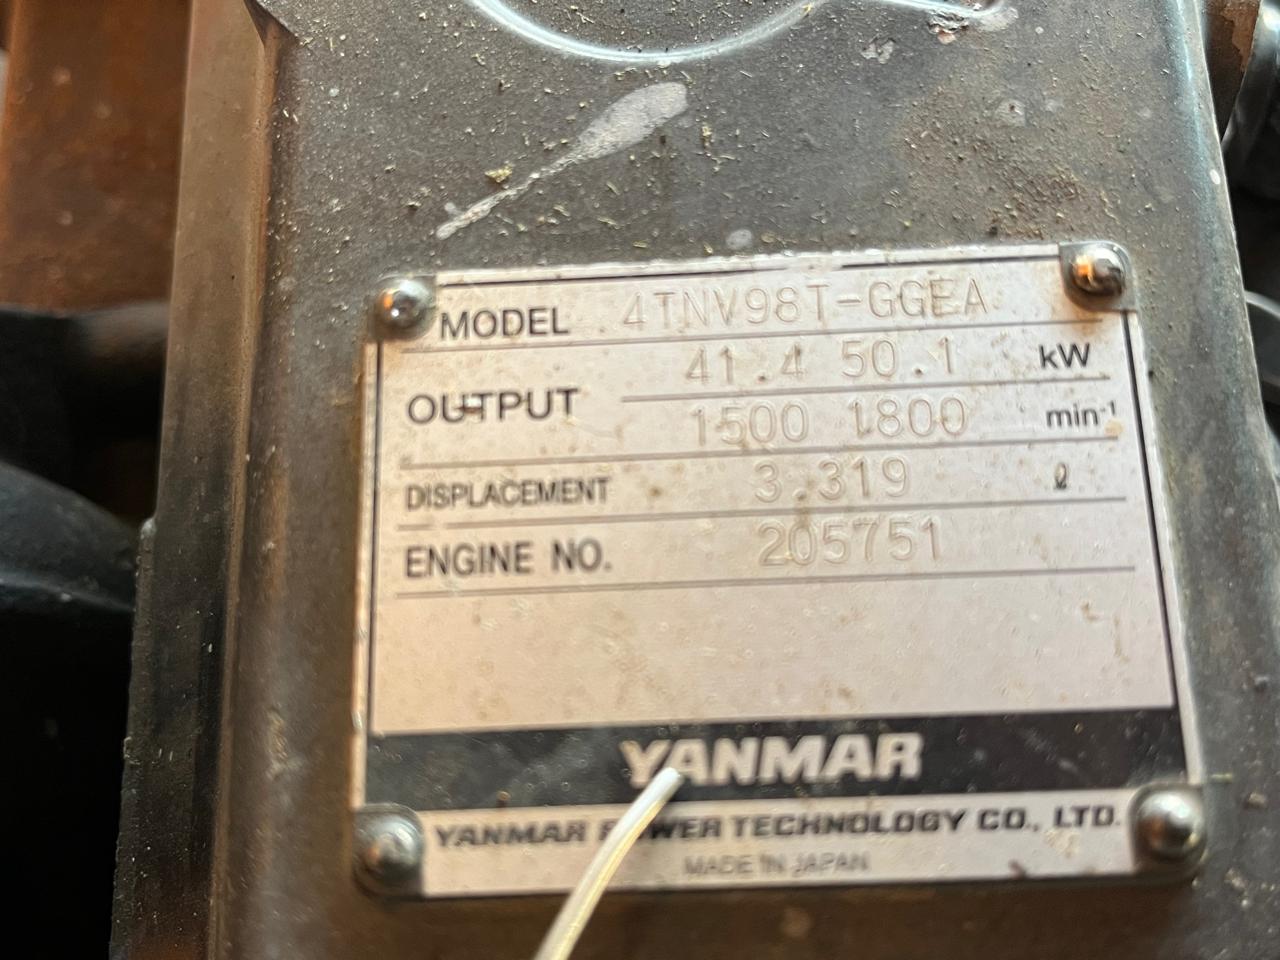 MODEL 4TNV98T-GGEA
OUTPUT 41.4 50.1 kW
1500 1800 min-1
DISPLACEMENT 3.319 ℓ
ENGINE NO. 205751
YANMAR
YANMAR POWER TECHNOLOGY CO., LTD.
MADE IN JAPAN